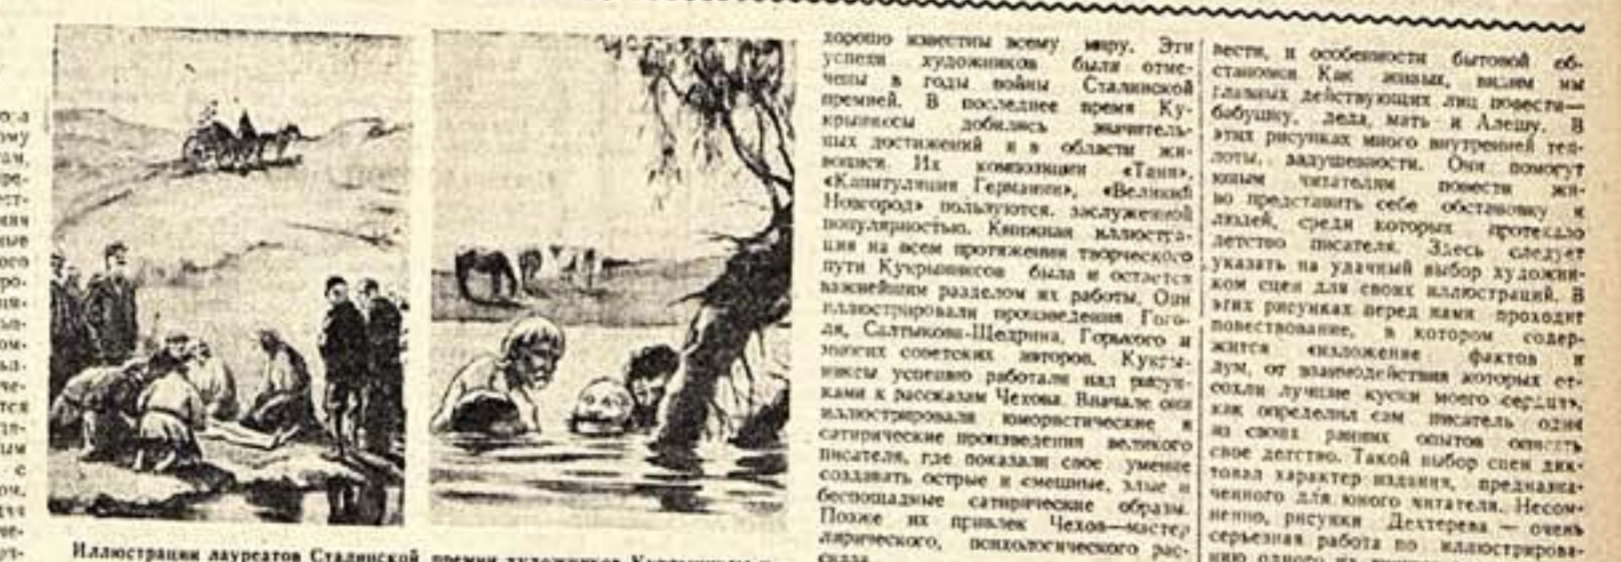 Иллюстрации лауреатов Сталинской премии художников
хорошо известны всему миру. Эти
успехи художников были отме-
чены в годы войны Сталинской
премией. В последнее время Ку-
крыниксы добились значитель-
ных достижений и в области жи-
вописи. Их композиции «Таня»,
«Капитуляция Германии», «Великий
Новгород» пользуются заслуженной
популярностью. Книжная иллюстра-
ция на всем протяжении творческого
пути Кукрыниксов была и остается
важнейшим разделом их работы. Они
иллюстрировали произведения Гого-
ля, Салтыкова-Щедрина, Горького и
многих советских авторов. Кукры-
никсы успешно работали над рисун-
ками к рассказам Чехова. Вначале они
иллюстрировали юмористические и
сатирические произведения великого
писателя, где показали свое умение
создавать острые и смешные, злые и
беспощадные сатирические образы.
Позже их привлек Чехов—мастер
лирического, психологического рас-
сказа.
вести, и особенности бытовой об-
становки. Как живых, видим мы
главных действующих лиц повести—
бабушку, деда, мать и Алешу. В
этих рисунках много внутренней теп-
лоты, задушевности. Они помогут
юным читателям повести жи-
во представить себе обстановку и
людей, среди которых протекало
детство писателя. Здесь следует
указать на удачный выбор художни-
ком сцен для своих иллюстраций. В
этих рисунках перед нами проходит
повествование, в котором содер-
жится «изложение фактов и
дум, от взаимодействия которых от-
сохли лучшие куски моего сердца»,
как определил сам писатель один
из своих ранних опытов описать
свое детство. Такой выбор сцен дик-
товал характер издания, предназна-
ченного для юного читателя. Несом-
ненно, рисунки Дехтерева — очень
серьезная работа по иллюстрирова-
нию одного из